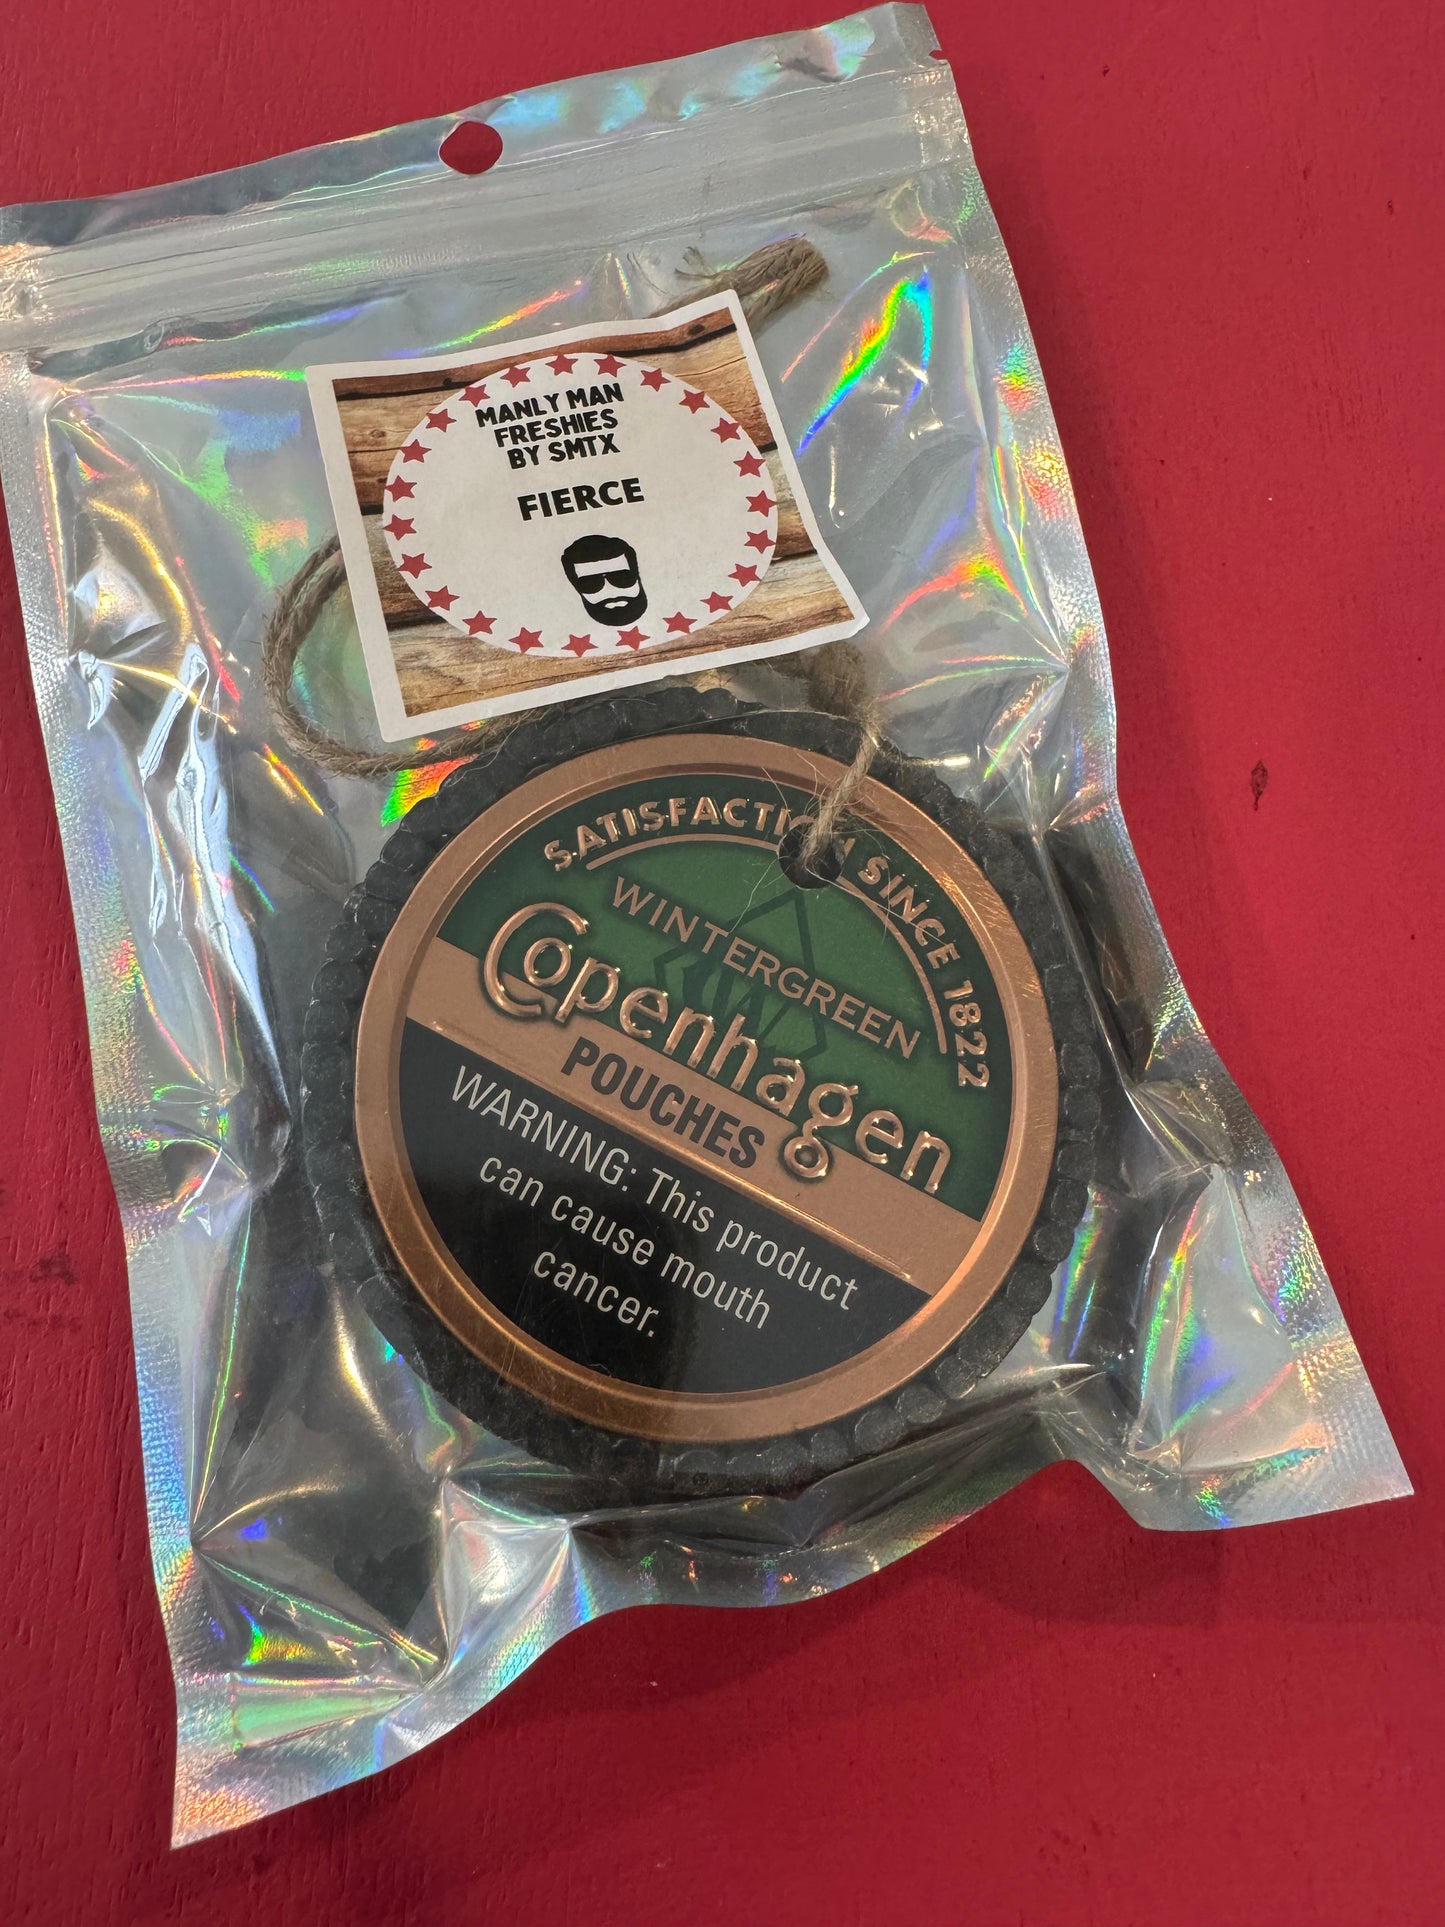 MANLY MAN
FRESHIES
BY SMTX
FIERCE
SATISFACTION SINCE 1822
WINTERGREEN
Copenhagen
POUCHES
WARNING: This product
can cause mouth
cancer.